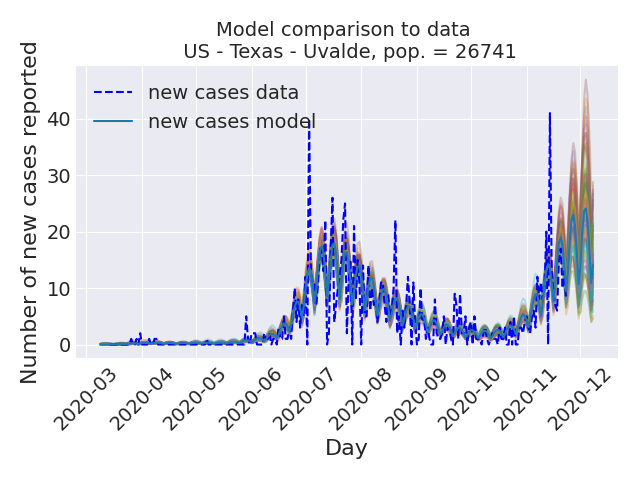 Model comparison to data
US - Texas - Uvalde, pop. = 26741
Number of new cases reported
40
30
20
10
0
new cases data
new cases model
2020-03
2020-04
2020-05
2020-06
2020-07
2020-08
2020-09
2020-10
2020-11
2020-12
Day